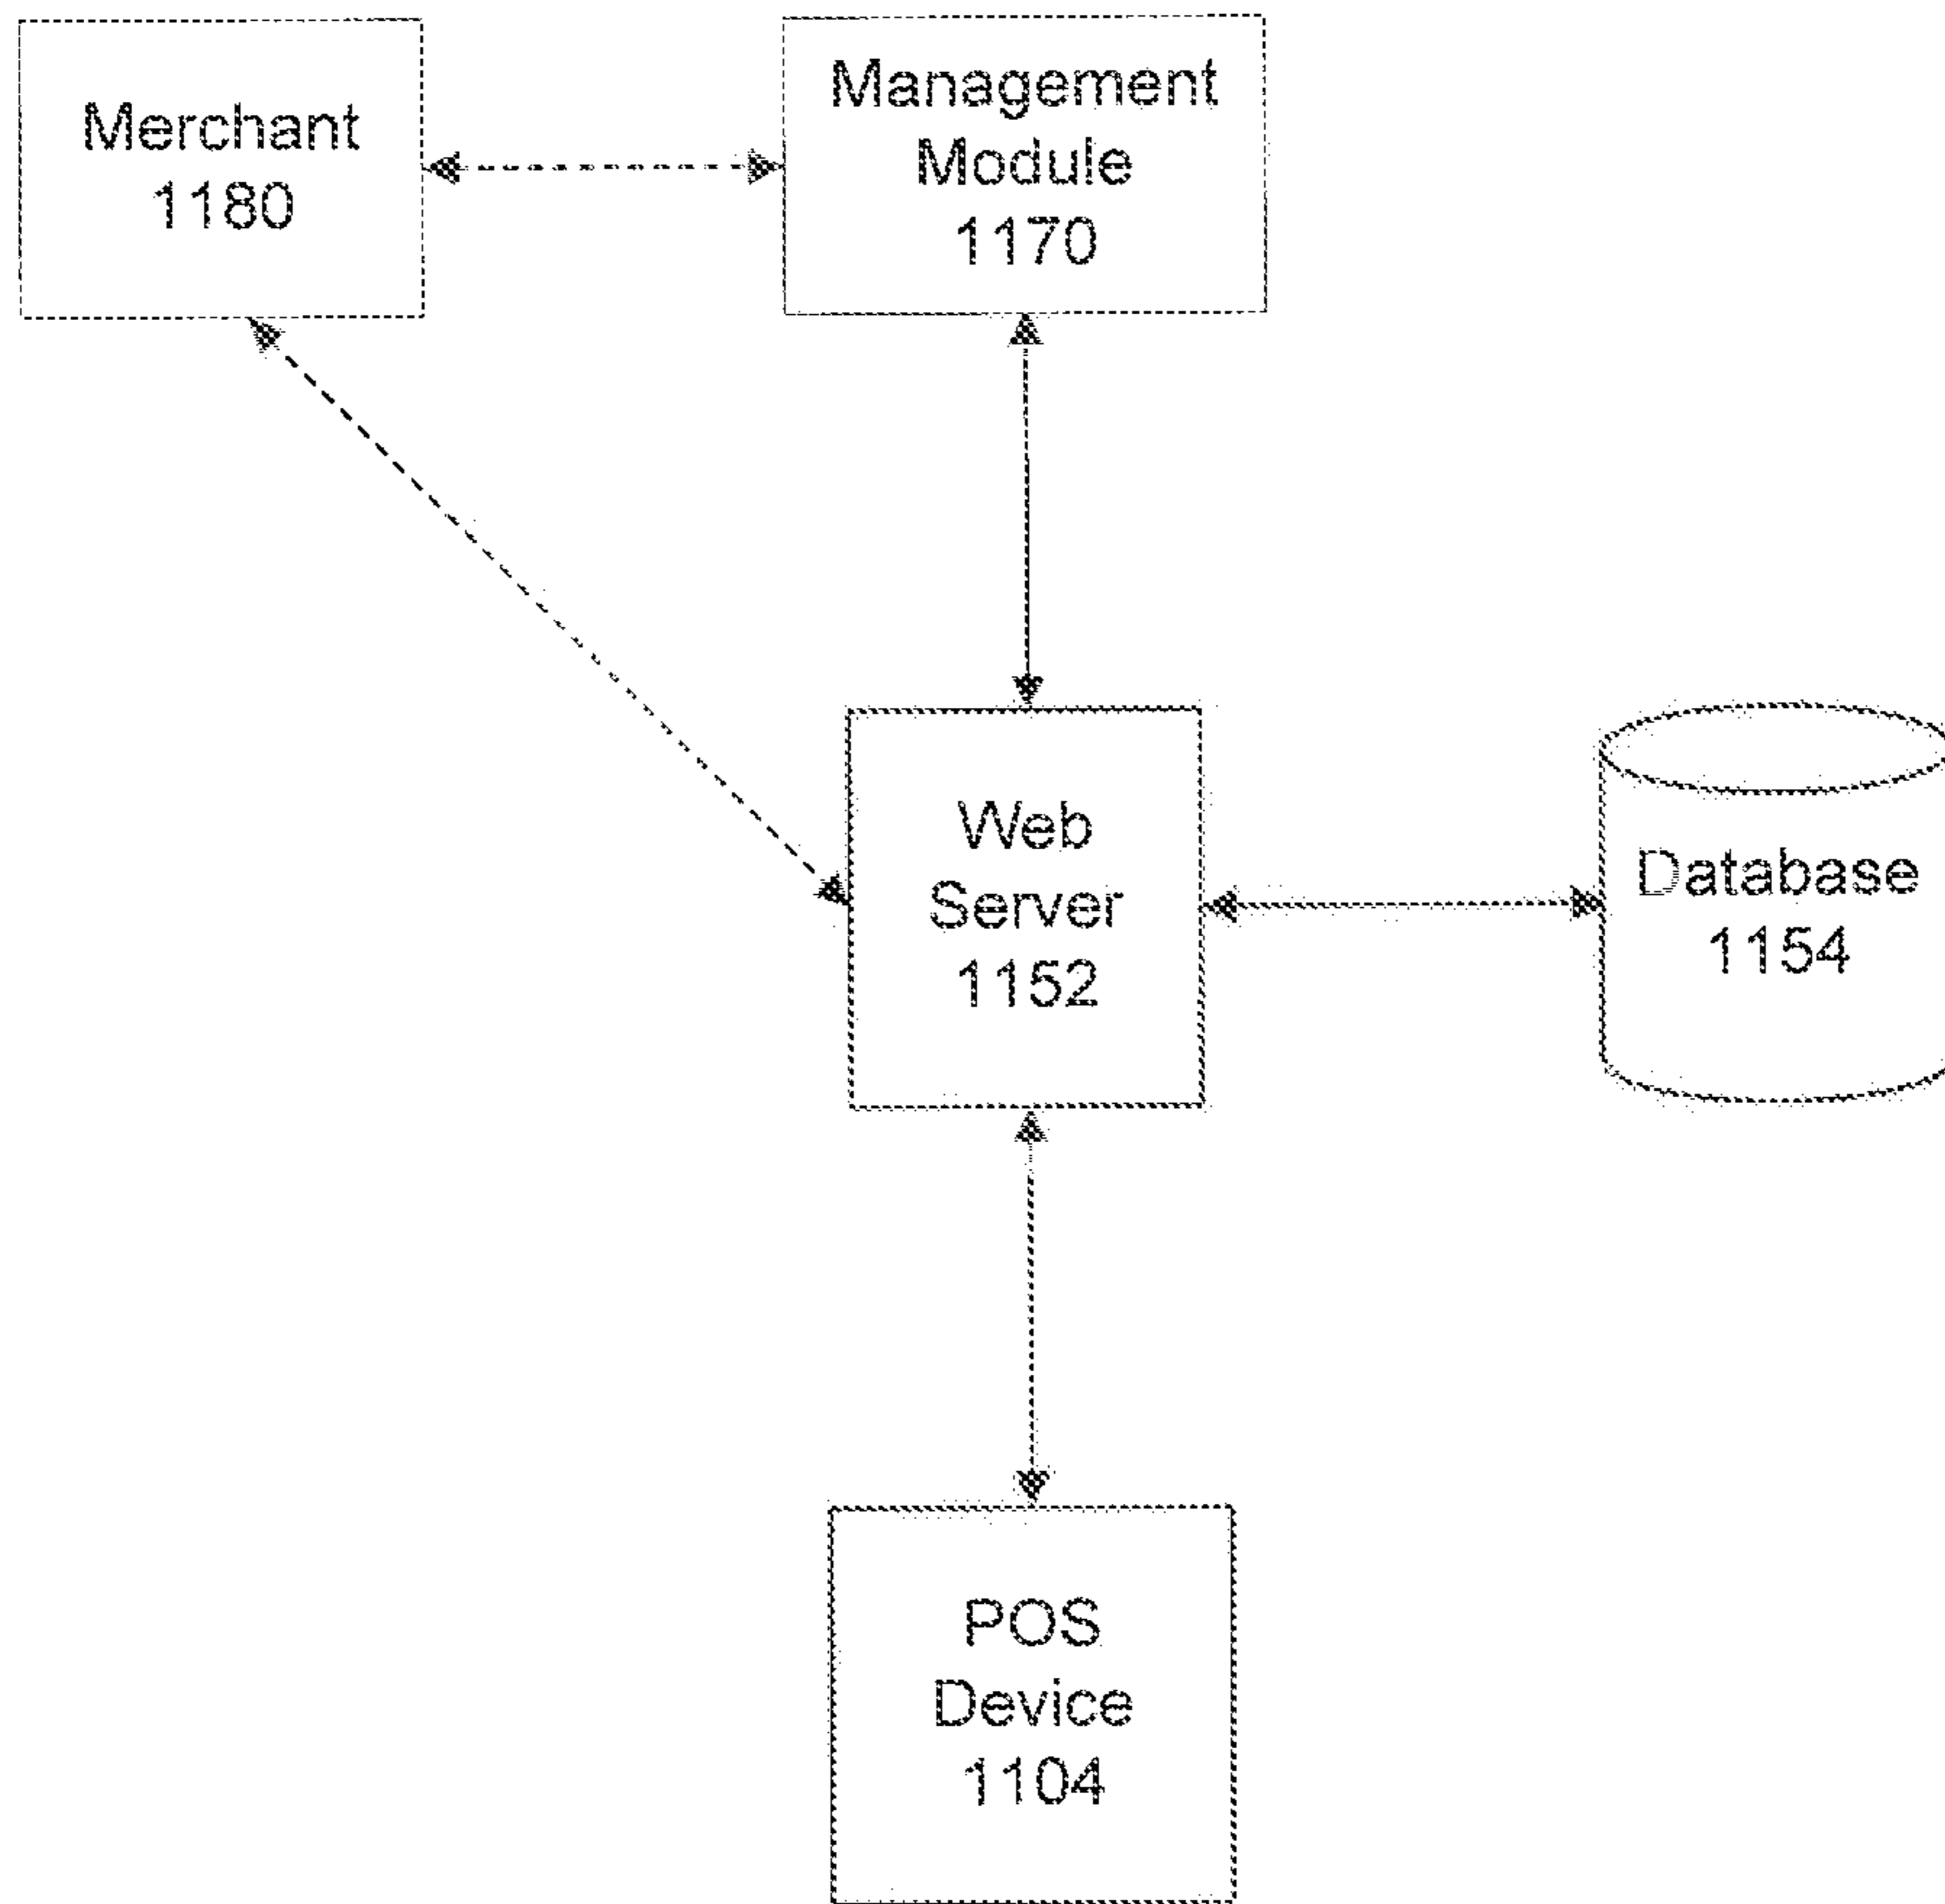 Merchant
1180
Management
Module
1170
Web
Server
1152
Database
1154
POS
Device
1104